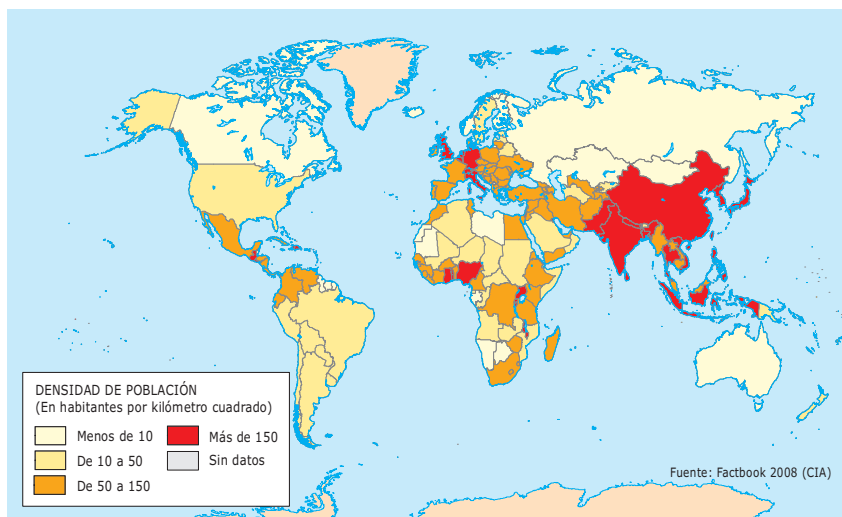 DENSIDAD DE POBLACIÓN
(En habitantes por kilómetro cuadrado)
Menos de 10
De 10 a 50
De 50 a 150
Más de 150
Sin datos
Fuente: Factbook 2008 (CIA)